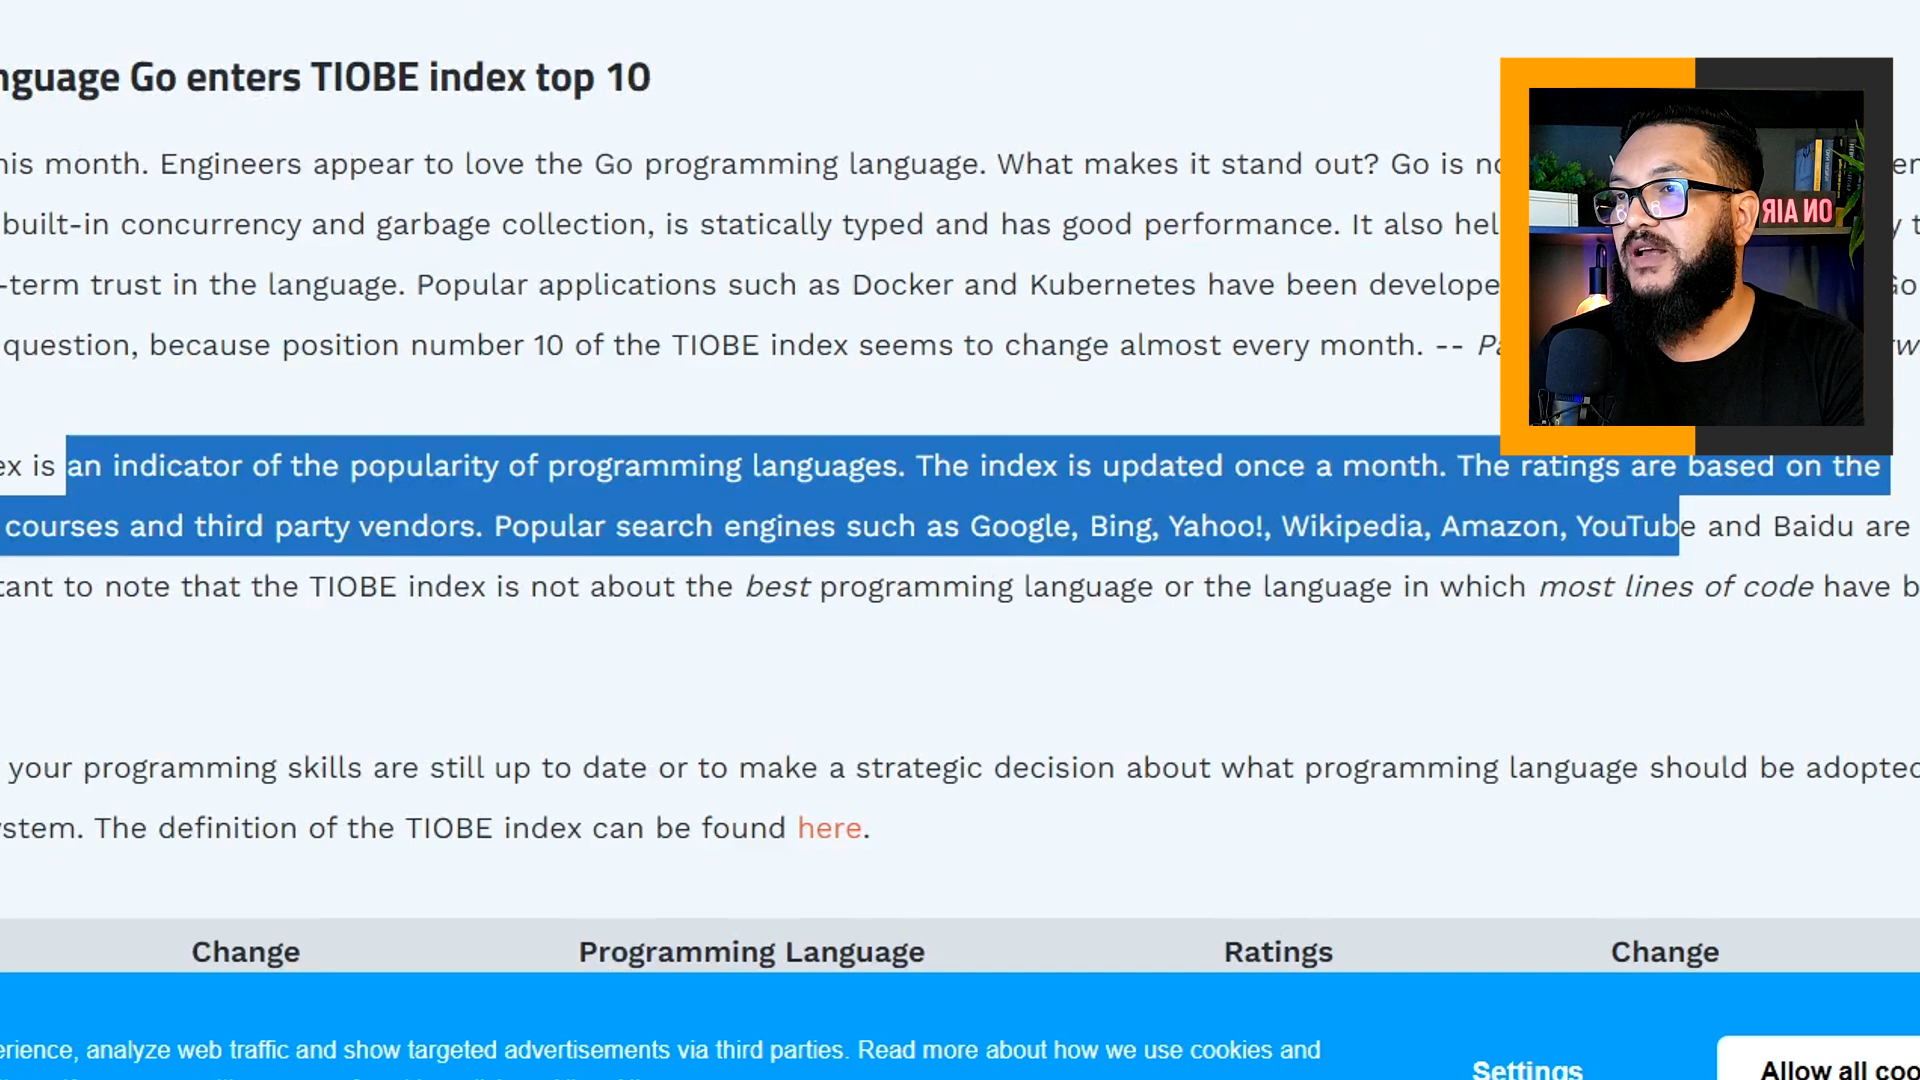 nguage Go enters TIOBE index top 10
his month. Engineers appear to love the Go programming language. What makes it stand out? Go is
built-in concurrency and garbage collection, is statically typed and has good performance. It also
-term trust in the language. Popular applications such as Docker and Kubernetes have been develope
question, because position number 10 of the TIOBE index seems to change almost every month. --
ON AIR
ex is an indicator of the popularity of programming languages. The index is updated once a month. The ratings are based on the
courses and third party vendors. Popular search engines such as Google, Bing, Yahoo!, Wikipedia, Amazon, YouTube and Baidu are
tant to note that the TIOBE index is not about the best programming language or the language in which most lines of code have b
your programming skills are still up to date or to make a strategic decision about what programming language should be adopted
ystem. The definition of the TIOBE index can be found here.
Change Programming Language Ratings Change
erience, analyze web traffic and show targeted advertisements via third parties. Read more about how we use cookies and
Settings
Allow all coo